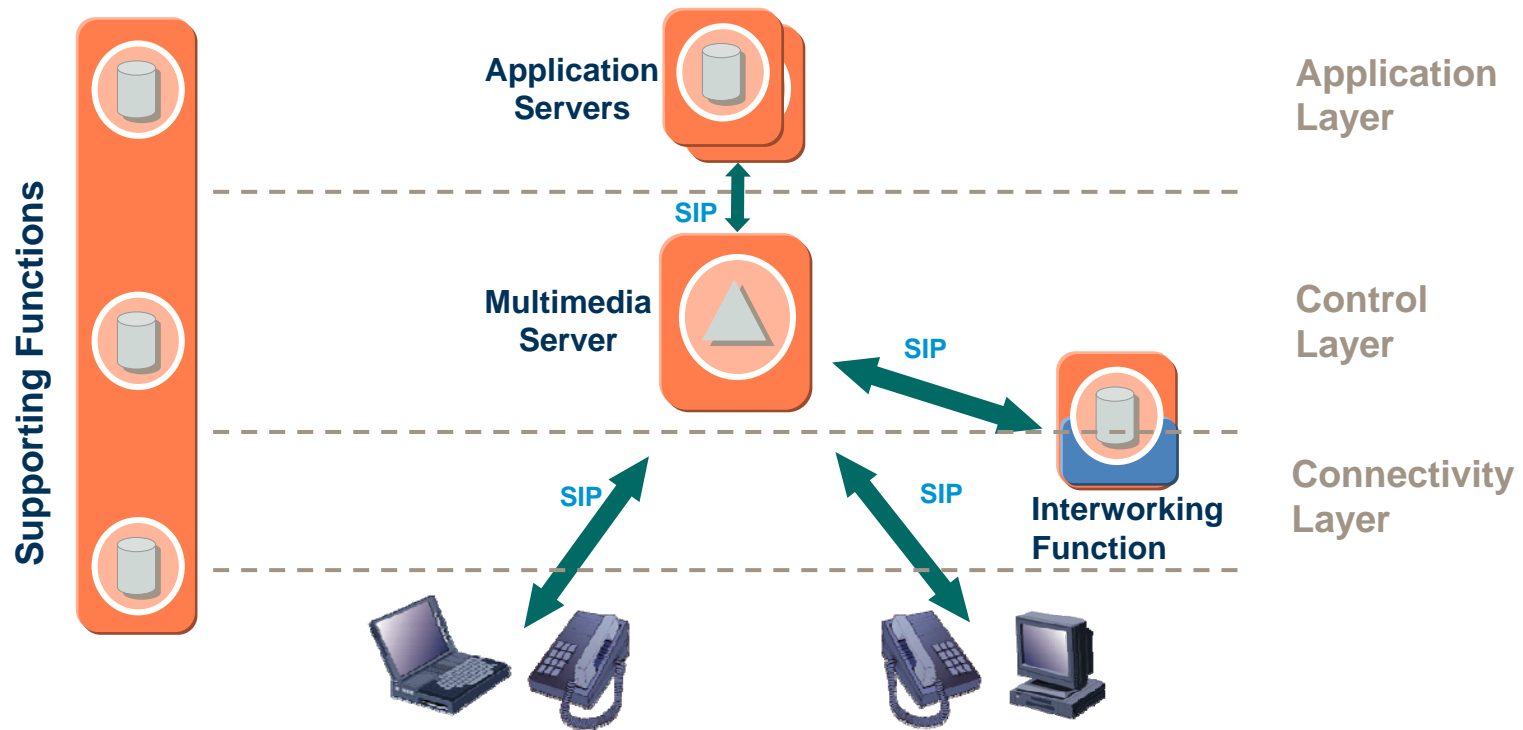 Supporting Functions
Application
Servers
Application
Layer
SIP
Multimedia
Server
Control
Layer
SIP
SIP
SIP
Interworking
Function
Connectivity
Layer